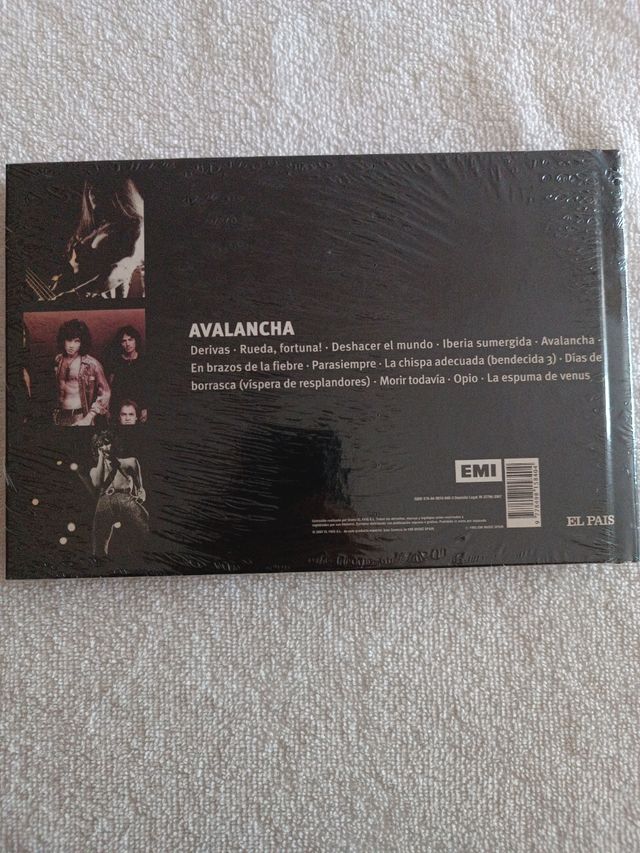 AVALANCHA
Derivas · Rueda, fortuna! · Deshacer el mundo · Iberia sumergida · Avalancha ·
En brazos de la fiebre · Parasiempre · La chispa adecuada (bendecida 3) · Días de
borrasca (víspera de resplandores) · Morir todavía · Opio · La espuma de venus
EMI
EL PAIS